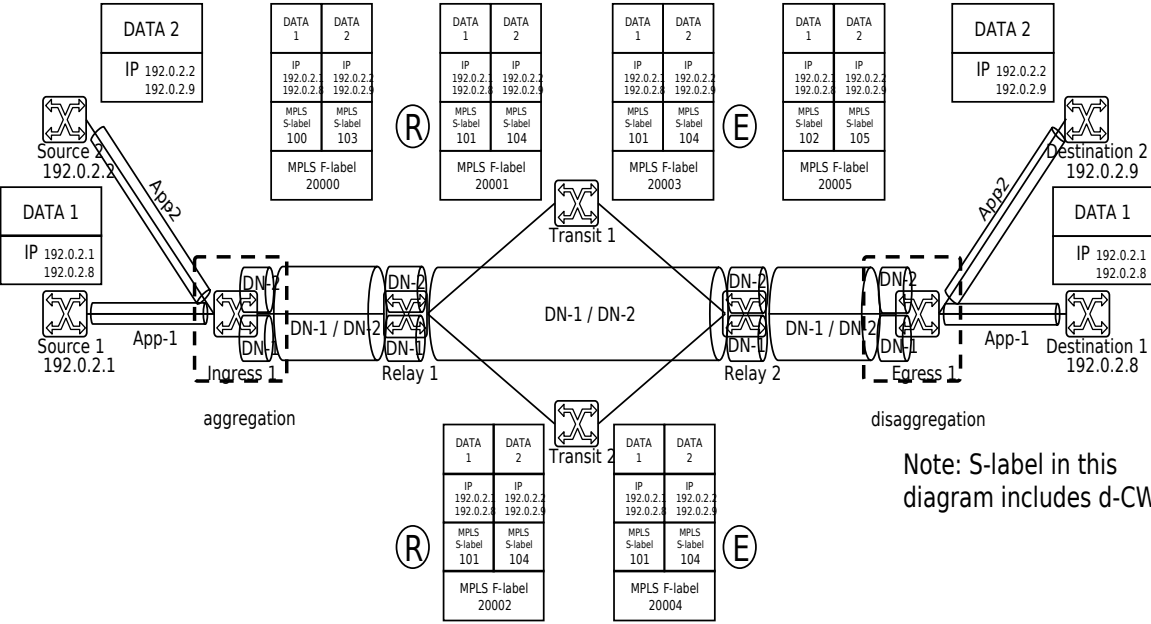 DATA 2
IP 192.0.2.2
192.0.2.9
Source 2
192.0.2.2
App2
DATA 1
IP 192.0.2.1
192.0.2.8
Source 1
192.0.2.1
App-1
DATA
1
DATA
2
IP
192.0.2.1
192.0.2.8
IP
192.0.2.2
192.0.2.9
MPLS
S-label
100
MPLS
S-label
103
MPLS F-label
20000
R
DATA
1
DATA
2
IP
192.0.2.1
192.0.2.8
IP
192.0.2.2
192.0.2.9
MPLS
S-label
101
MPLS
S-label
104
MPLS F-label
20001
DATA
1
DATA
2
IP
192.0.2.1
192.0.2.8
IP
192.0.2.2
192.0.2.9
MPLS
S-label
101
MPLS
S-label
104
MPLS F-label
20003
E
DATA
1
DATA
2
IP
192.0.2.1
192.0.2.8
IP
192.0.2.2
192.0.2.9
MPLS
S-label
102
MPLS
S-label
105
MPLS F-label
20005
DATA 2
IP 192.0.2.2
192.0.2.9
Destination 2
192.0.2.9
App2
DATA 1
IP 192.0.2.1
192.0.2.8
Destination 1
192.0.2.8
App-1
Transit 1
DN-2
DN-1
DN-1 / DN-2
DN-2
DN-1
DN-1 / DN-2
DN-2
DN-1
DN-1 / DN-2
DN-2
DN-1
Ingress 1
Relay 1
Relay 2
Egress 1
aggregation
disaggregation
Transit 2
R
DATA
1
DATA
2
IP
192.0.2.1
192.0.2.8
IP
192.0.2.2
192.0.2.9
MPLS
S-label
101
MPLS
S-label
104
MPLS F-label
20002
DATA
1
DATA
2
IP
192.0.2.1
192.0.2.8
IP
192.0.2.2
192.0.2.9
MPLS
S-label
101
MPLS
S-label
104
MPLS F-label
20004
E
Note: S-label in this
diagram includes d-CW